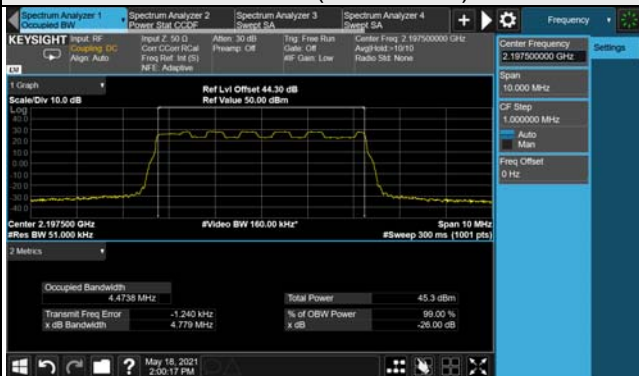 Spectrum Analyzer 1
Occupied BW
Spectrum Analyzer 2
Power Stat CCDF
Spectrum Analyzer 3
Swept SA
Spectrum Analyzer 4
Swept SA
Frequency
KEYSIGHT
Input: RF
Coupling: DC
Align: Auto
Input Z: 50 Ω
Corr CCorr RCal
Freq Ref: Int (S)
NFE: Adaptive
Atten: 30 dB
Preamp: Off
Trig: Free Run
Gate: Off
#IF Gain: Low
Center Freq: 2.197500000 GHz
Avg|Hold:>10/10
Radio Std: None
Center Frequency
2.197500000 GHz
Settings
Span
10.000 MHz
CF Step
1.000000 MHz
Auto
Man
Freq Offset
0 Hz
1 Graph
Scale/Div 10.0 dB
Ref Lvl Offset 44.30 dB
Ref Value 50.00 dBm
Log
40.0
30.0
20.0
10.0
0.00
-10.0
-20.0
-30.0
-40.0
Center 2.197500 GHz
#Res BW 51.000 kHz
#Video BW 160.00 kHz*
Span 10 MHz
#Sweep 300 ms (1001 pts)
2 Metrics
Occupied Bandwidth
4.4738 MHz
Total Power
45.3 dBm
Transmit Freq Error
-1.240 kHz
% of OBW Power
99.00 %
x dB Bandwidth
4.779 MHz
x dB
-26.00 dB
May 18, 2021
2:00:17 PM